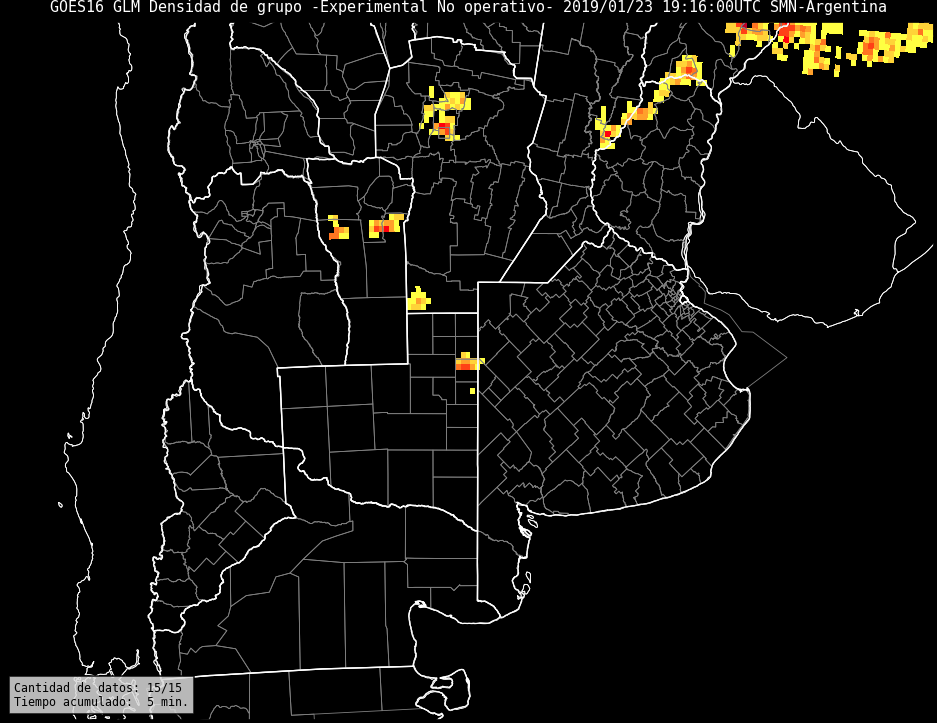 GOES16 GLM Densidad de grupo -Experimental No operativo- 2019/01/23 19:16:00UTC SMN-Argentina
Cantidad de datos: 15/15
Tiempo acumulado:  5 min.